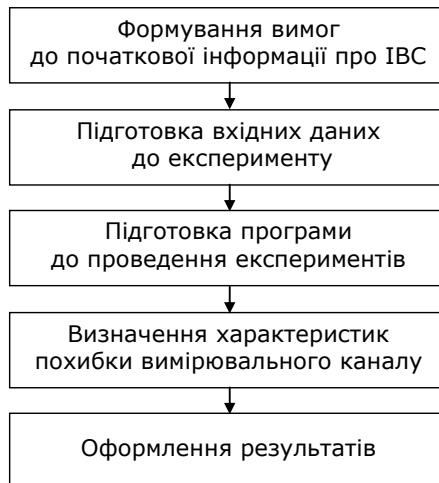 Формування вимог
до початкової інформації про ІВС
Підготовка вхідних даних
до експерименту
Підготовка програми
до проведення експериментів
Визначення характеристик
похибки вимірювального каналу
Оформлення результатів